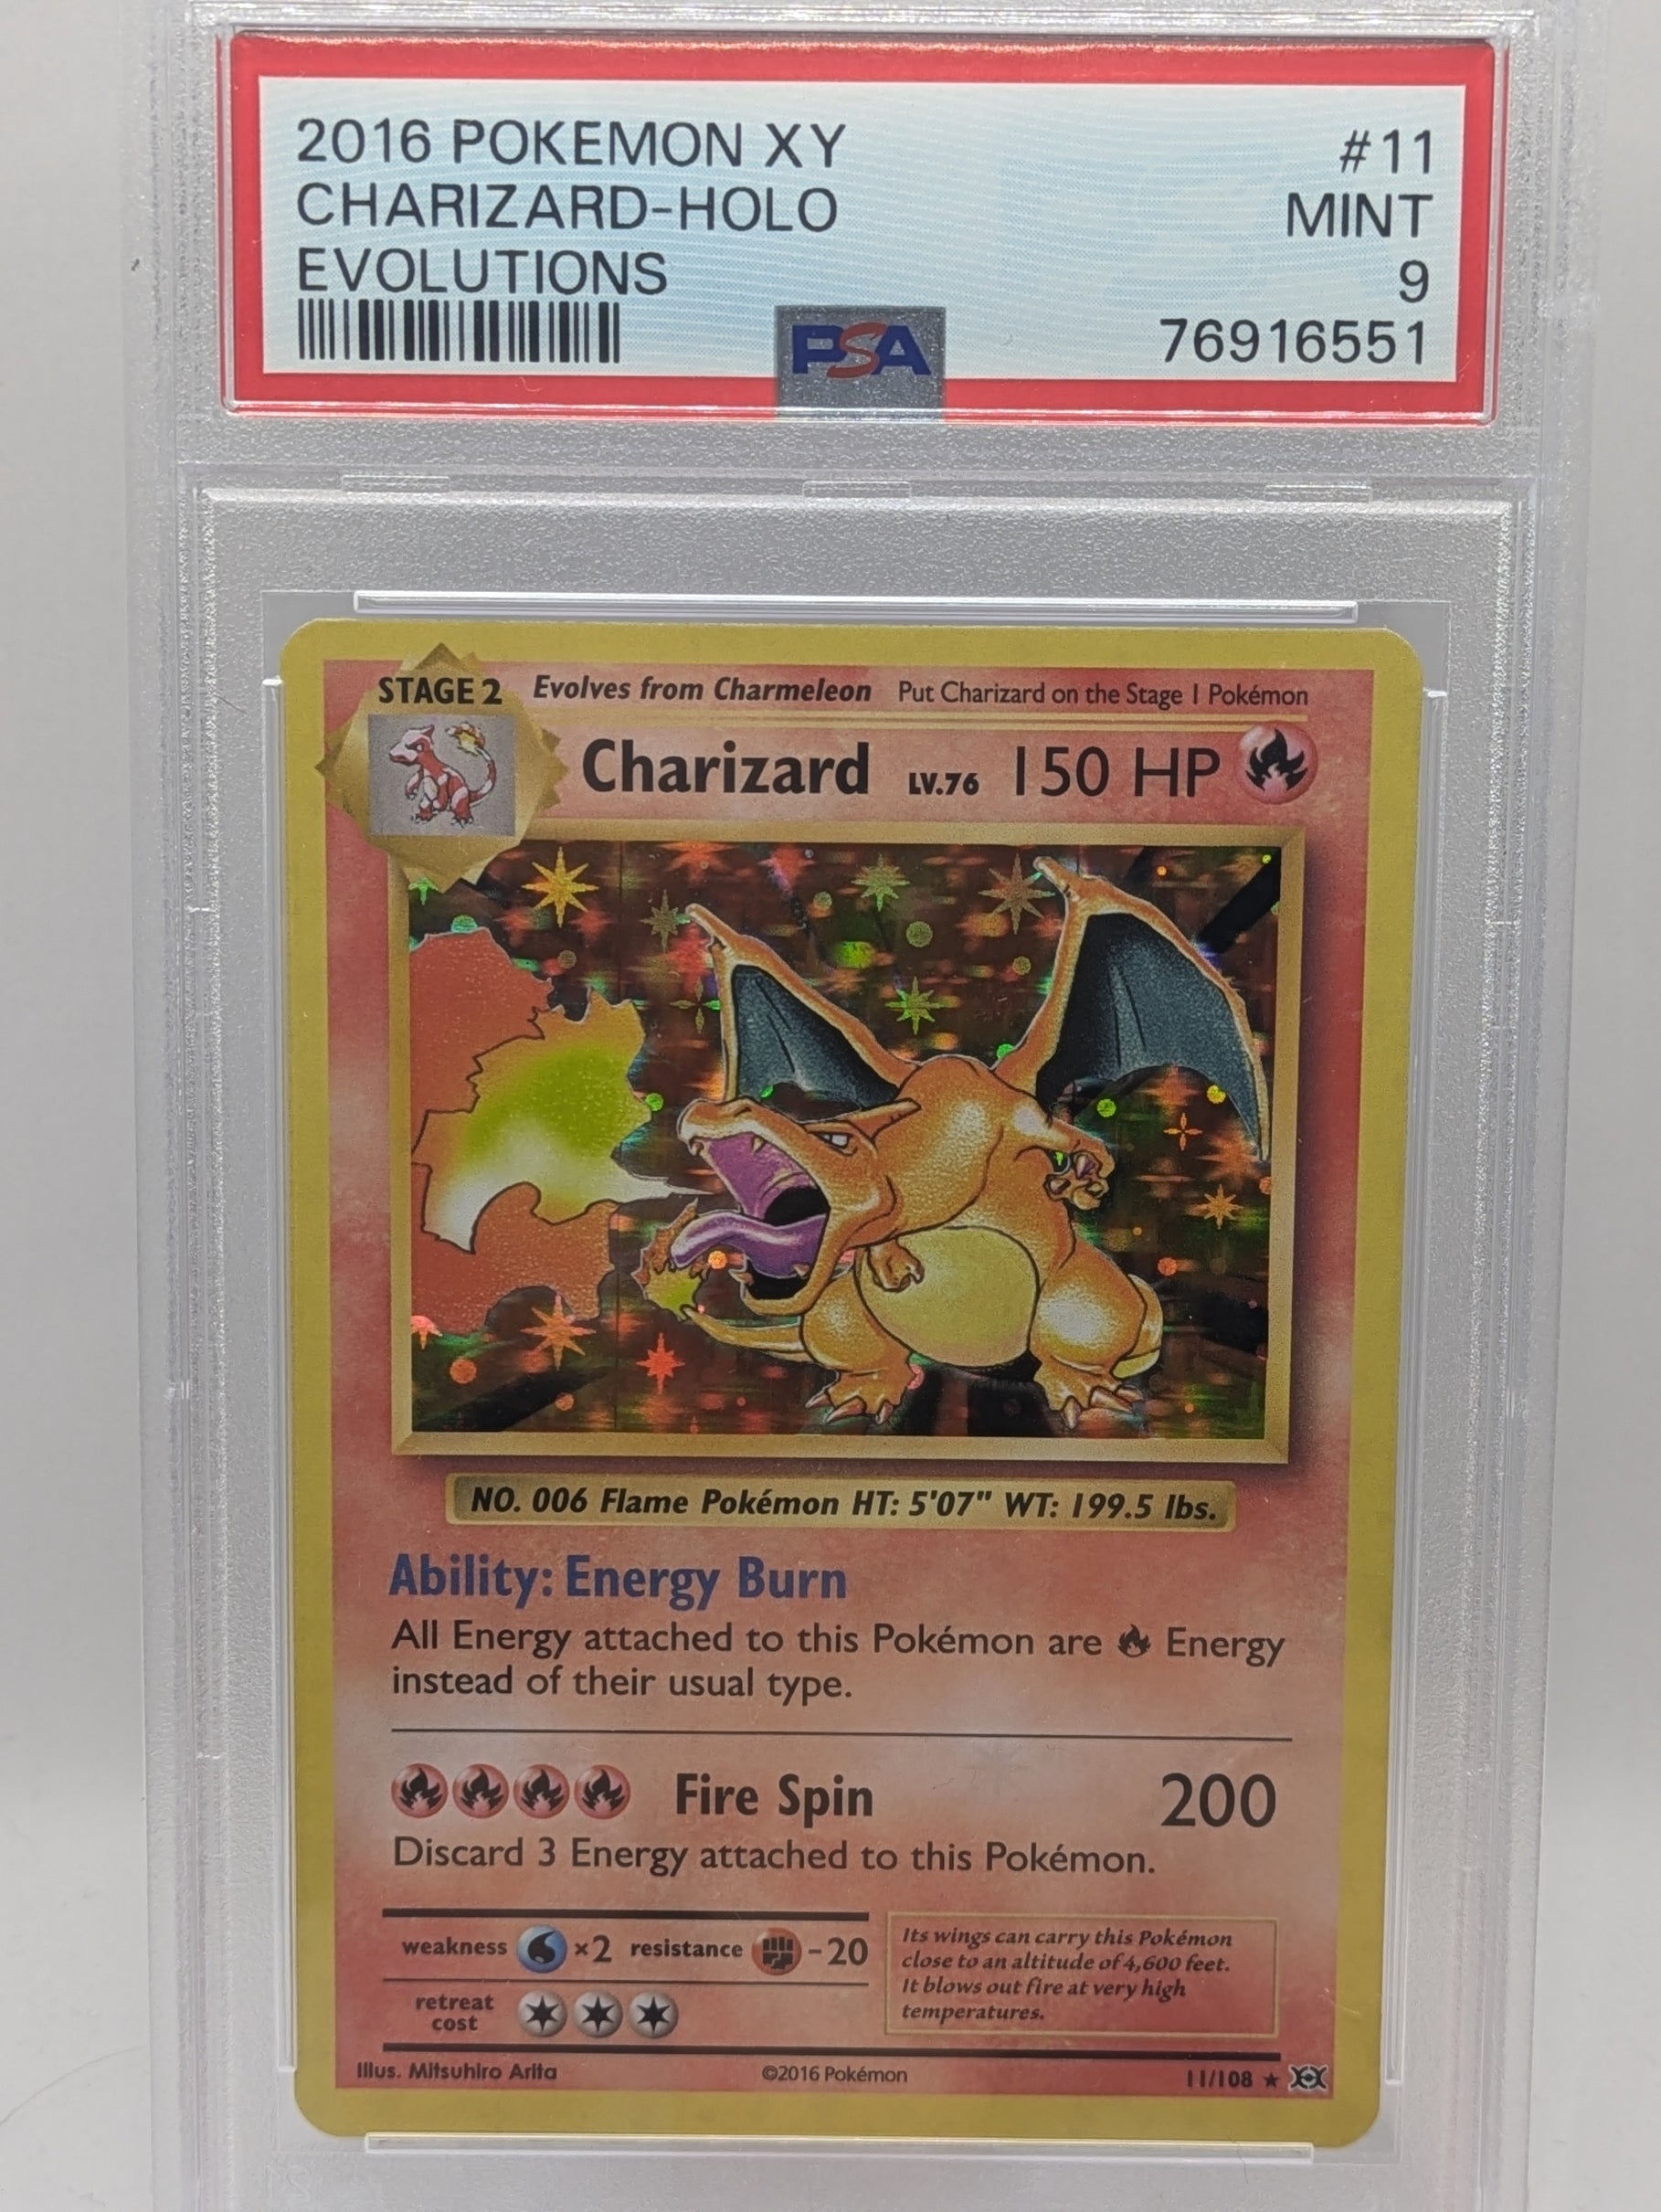 2016 POKEMON XY
#11
CHARIZARD-HOLO
MINT
EVOLUTIONS
9
PSA
76916551
STAGE 2
Evolves from Charmeleon
Put Charizard on the Stage 1 Pokémon
Charizard LV.76 150 HP
NO. 006 Flame Pokémon HT: 5'07" WT: 199.5 lbs.
Ability: Energy Burn
All Energy attached to this Pokémon are Energy
instead of their usual type.
Fire Spin 200
Discard 3 Energy attached to this Pokémon.
weakness ×2 resistance -20
retreat
cost
Its wings can carry this Pokémon
close to an altitude of 4,600 feet.
It blows out fire at very high
temperatures.
Illus. Mitsuhiro Arita
©2016 Pokémon
11/108 ★